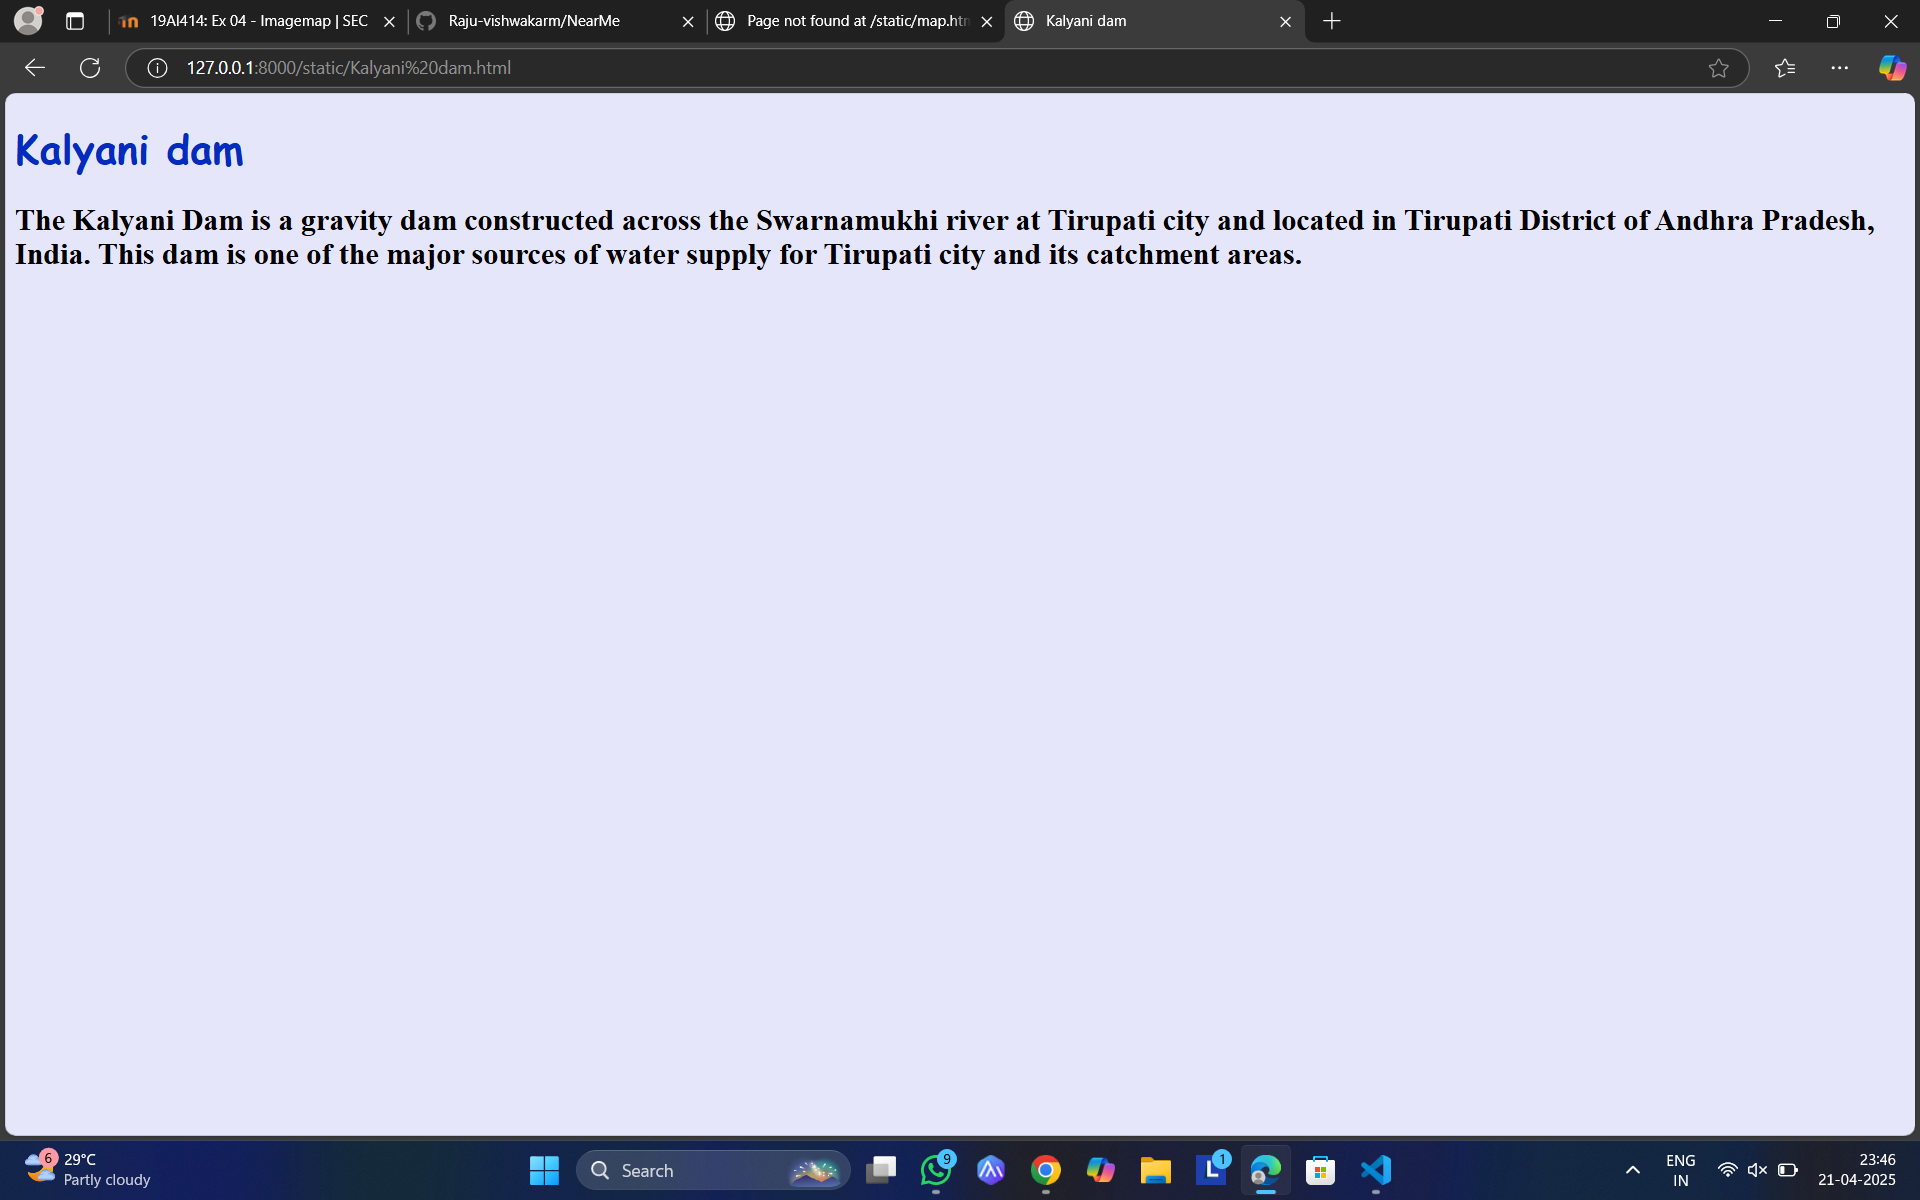 19AI414: Ex 04 - Imagemap | SEC
Raju-vishwakarm/NearMe
Page not found at /static/map.htm
Kalyani dam
127.0.0.1:8000/static/Kalyani%20dam.html
Kalyani dam
The Kalyani Dam is a gravity dam constructed across the Swarnamukhi river at Tirupati city and located in Tirupati District of Andhra Pradesh,
India. This dam is one of the major sources of water supply for Tirupati city and its catchment areas.
6
29°C
Partly cloudy
Search
9
L
1
ENG
IN
23:46
21-04-2025